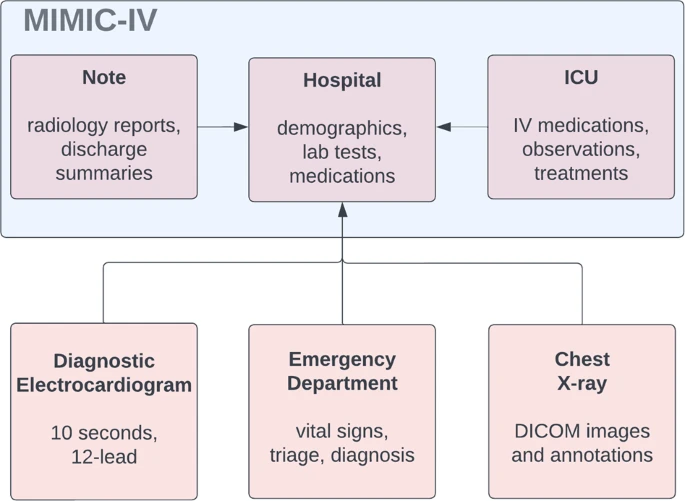 MIMIC-IV
Note
radiology reports,
discharge
summaries
Hospital
demographics,
lab tests,
medications
ICU
IV medications,
observations,
treatments
Diagnostic
Electrocardiogram
10 seconds,
12-lead
Emergency
Department
vital signs,
triage, diagnosis
Chest
X-ray
DICOM images
and annotations